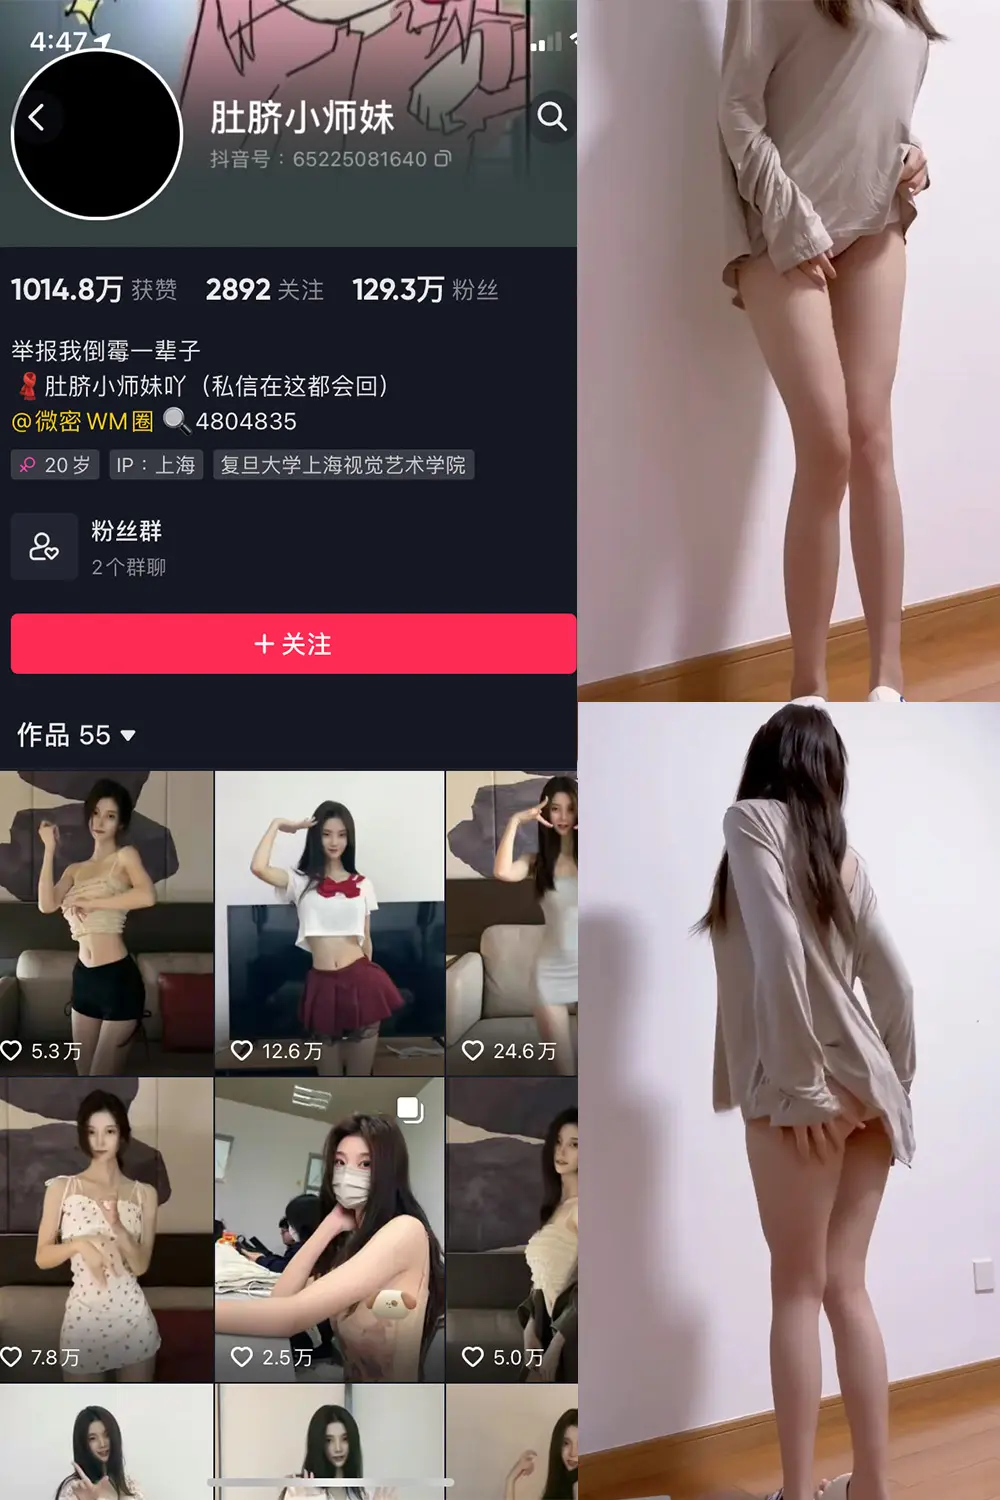 4:47
肚脐小师妹
抖音号：65225081640
1014.8万 获赞 2892 关注 129.3万 粉丝
举报我倒霉一辈子
肚脐小师妹吖（私信在这都会回）
@微密WM圈 🔍4804835
20岁 IP：上海 复旦大学上海视觉艺术学院
粉丝群
2个群聊
+ 关注
作品 55
5.3万 12.6万 24.6万
7.8万 2.5万 5.0万